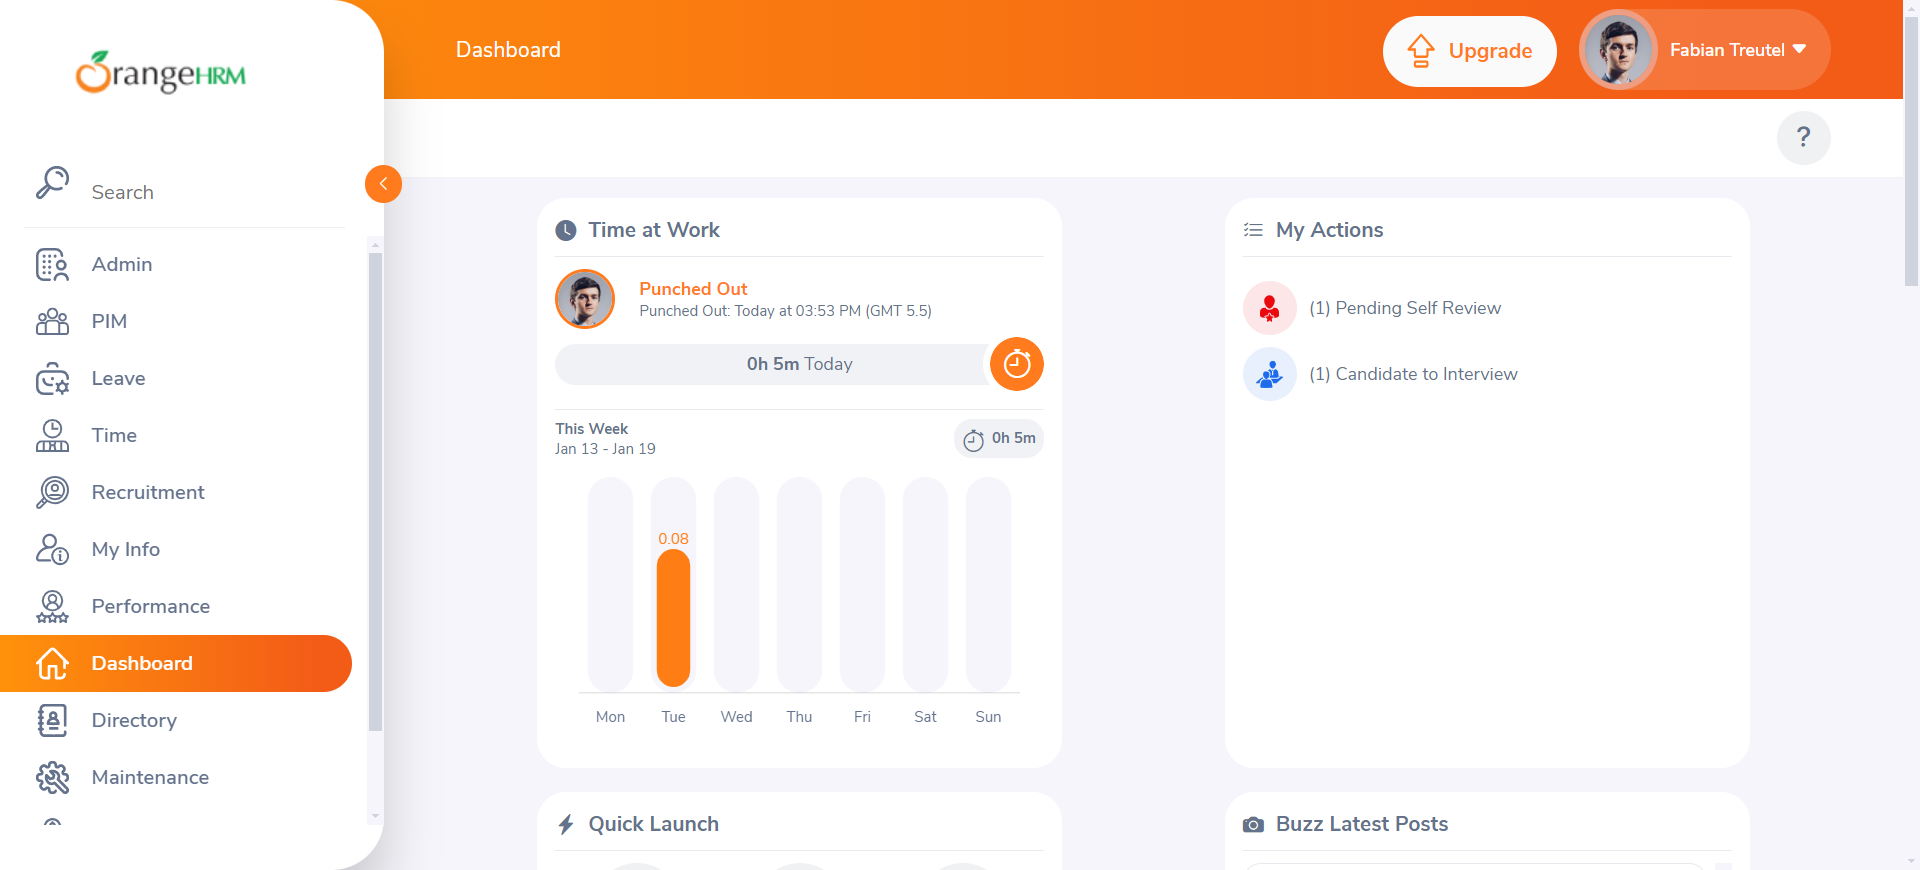 OrangeHRM
Search
Admin
PIM
Leave
Time
Recruitment
My Info
Performance
Dashboard
Directory
Maintenance
Dashboard
Upgrade
Fabian Treutel
?
Time at Work
Punched Out
Punched Out: Today at 03:53 PM (GMT 5.5)
0h 5m Today
This Week
Jan 13 - Jan 19
0h 5m
0.08
Mon Tue Wed Thu Fri Sat Sun
My Actions
(1) Pending Self Review
(1) Candidate to Interview
Quick Launch
Buzz Latest Posts